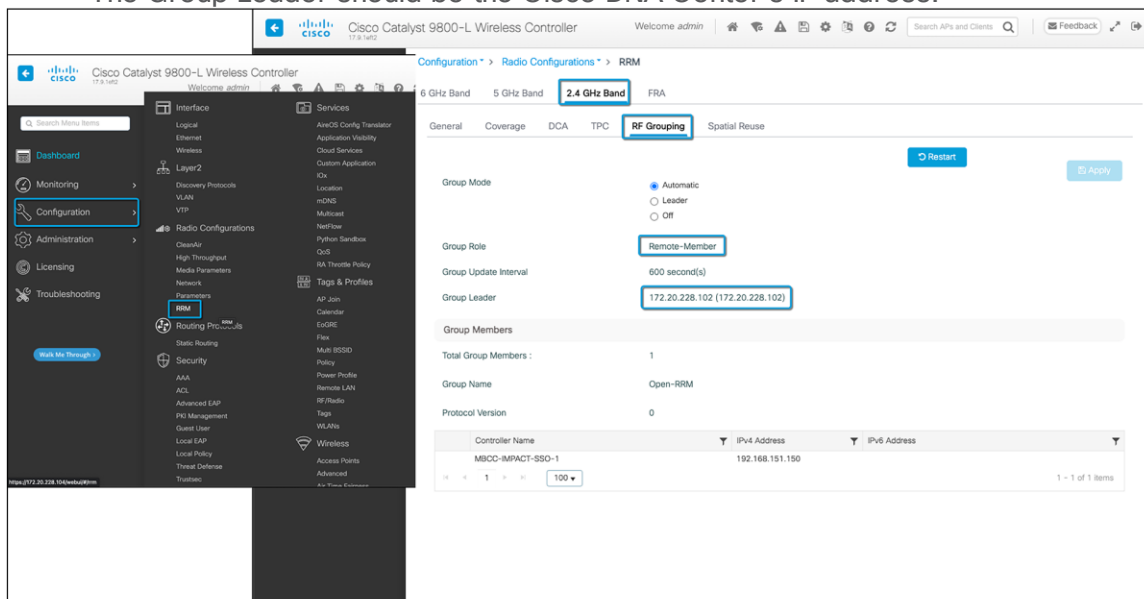 The Group Leader should be the Cisco DNA Center's IP address.
Cisco Catalyst 9800-L Wireless Controller
Welcome admin
Search APs and Clients
Feedback
CISCO
Configuration > Radio Configurations > RRM
6 GHz Band
5 GHz Band
2.4 GHz Band
FRA
General
Coverage
DCA
TPC
RF Grouping
Spatial Reuse
Restart
Apply
Group Mode
Automatic
Leader
Off
Group Role
Remote-Member
Group Update Interval
600 second(s)
Group Leader
172.20.228.102 (172.20.228.102)
Group Members
Total Group Members :
1
Group Name
Open-RRM
Protocol Version
0
Controller Name
IPv4 Address
IPv6 Address
MBCC-IMPACT-SSO-1
192.168.151.150
1
100
1 - 1 of 1 items
CISCO
Cisco Catalyst 9800-L Wireless Controller
Welcome admin
Search Menu Items
Dashboard
Monitoring
Configuration
Administration
Licensing
Troubleshooting
Walk Me Through >
Interface
Logical
Ethernet
Wireless
Layer2
Discovery Protocols
VLAN
VTP
Radio Configurations
CleanAir
High Throughput
Media Parameters
Network
Parameters
RRM
RRM
Static Routing
Security
AAA
ACL
Advanced EAP
PKI Management
Guest User
Local EAP
Local Policy
Threat Defense
Trustsec
Services
AireOS Config Translator
Application Visibility
Cloud Services
Custom Application
IOx
Location
mDNS
Multicast
NetFlow
Python Sandbox
QoS
RA Throttle Policy
Tags & Profiles
AP Join
Calendar
EoGRE
Flex
Multi BSSID
Policy
Power Profile
Remote LAN
RF/Radio
Tags
WLANs
Wireless
Access Points
Advanced
Air Time Fairness
https://172.20.228.104/webui/#/rrm